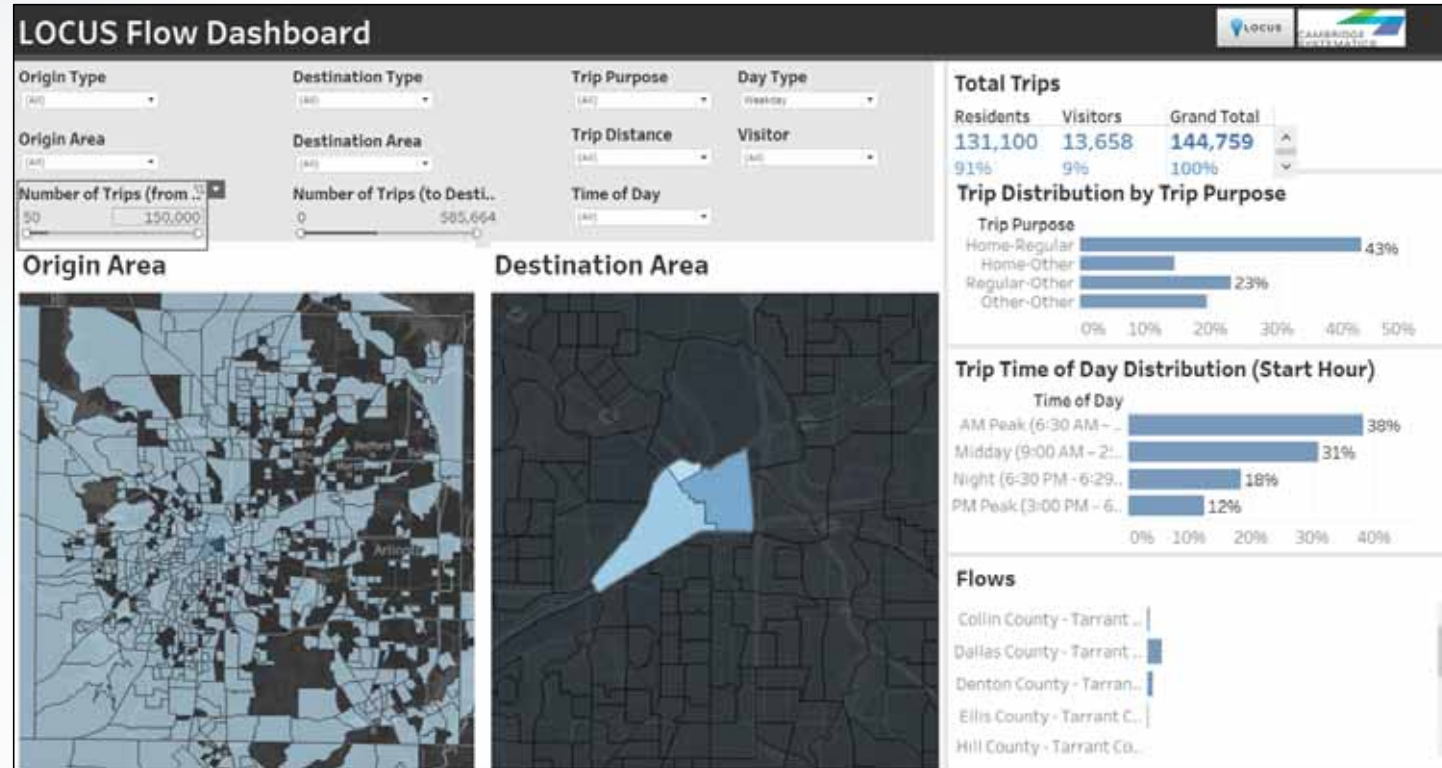 LOCUS Flow Dashboard
LOCUS
CAMBRIDGE
SYSTEMATICS
Origin Type
(All)
Destination Type
(All)
Trip Purpose
(All)
Day Type
Weekday
Origin Area
(All)
Destination Area
(All)
Trip Distance
(All)
Visitor
(All)
Number of Trips (from ..
50 150,000
Number of Trips (to Desti..
0 585,664
Time of Day
(All)
Total Trips
Residents Visitors Grand Total
131,100 13,658 144,759
91% 9% 100%
Trip Distribution by Trip Purpose
Trip Purpose
Home-Regular 43%
Home-Other
Regular-Other 23%
Other-Other
0% 10% 20% 30% 40% 50%
Trip Time of Day Distribution (Start Hour)
Time of Day
AM Peak (6:30 AM – .. 38%
Midday (9:00 AM – 2:.. 31%
Night (6:30 PM - 6:29.. 18%
PM Peak (3:00 PM – 6.. 12%
0% 10% 20% 30% 40%
Flows
Collin County - Tarrant ..
Dallas County - Tarrant ..
Denton County - Tarran..
Ellis County - Tarrant C..
Hill County - Tarrant Co..
Origin Area
Arlington
Destination Area